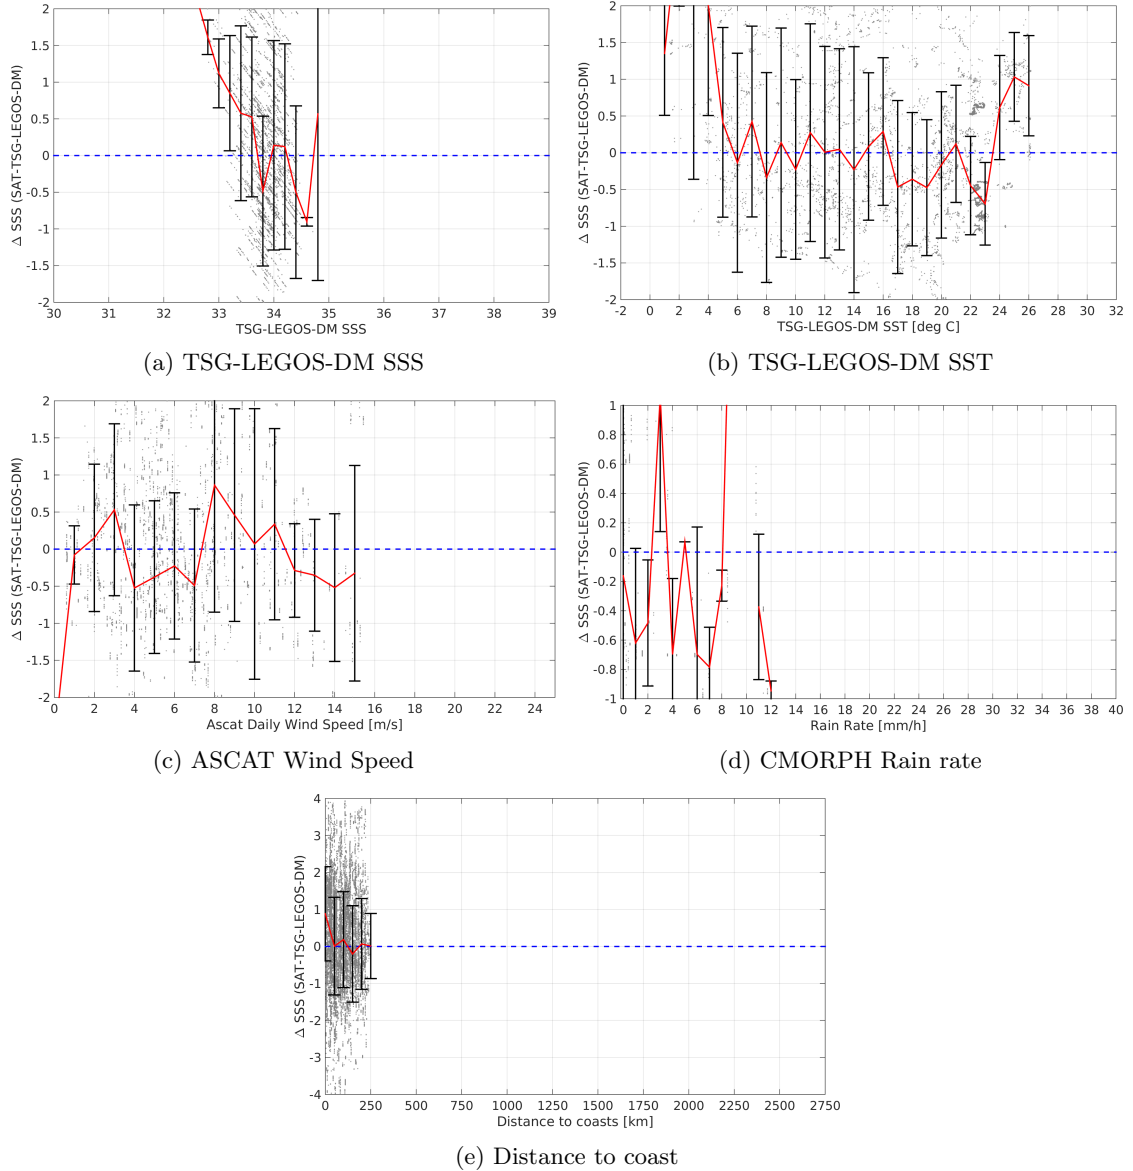 2
1.5
1
0.5
0
-0.5
-1
-1.5
-2
Δ SSS (SAT-TSG-LEGOS-DM)
30 31 32 33 34 35 36 37 38 39
TSG-LEGOS-DM SSS
(a) TSG-LEGOS-DM SSS
2
1.5
1
0.5
0
-0.5
-1
-1.5
-2
Δ SSS (SAT-TSG-LEGOS-DM)
-2 0 2 4 6 8 10 12 14 16 18 20 22 24 26 28 30 32
TSG-LEGOS-DM SST [deg C]
(b) TSG-LEGOS-DM SST
2
1.5
1
0.5
0
-0.5
-1
-1.5
-2
Δ SSS (SAT-TSG-LEGOS-DM)
0 2 4 6 8 10 12 14 16 18 20 22 24
Ascat Daily Wind Speed [m/s]
(c) ASCAT Wind Speed
1
0.8
0.6
0.4
0.2
0
-0.2
-0.4
-0.6
-0.8
-1
Δ SSS (SAT-TSG-LEGOS-DM)
0 2 4 6 8 10 12 14 16 18 20 22 24 26 28 30 32 34 36 38 40
Rain Rate [mm/h]
(d) CMORPH Rain rate
4
3
2
1
0
-1
-2
-3
-4
Δ SSS (SAT-TSG-LEGOS-DM)
0 250 500 750 1000 1250 1500 1750 2000 2250 2500 2750
Distance to coasts [km]
(e) Distance to coast